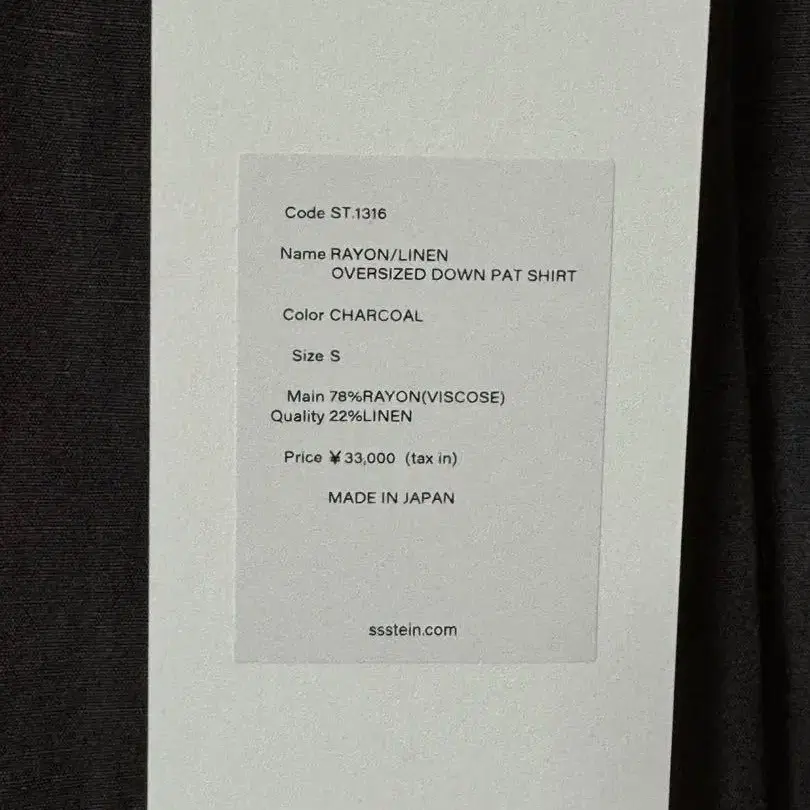 Code ST.1316
Name RAYON/LINEN
OVERSIZED DOWN PAT SHIRT
Color CHARCOAL
Size S
Main 78%RAYON(VISCOSE)
Quality 22%LINEN
Price ¥33,000 (tax in)
MADE IN JAPAN
ssstein.com